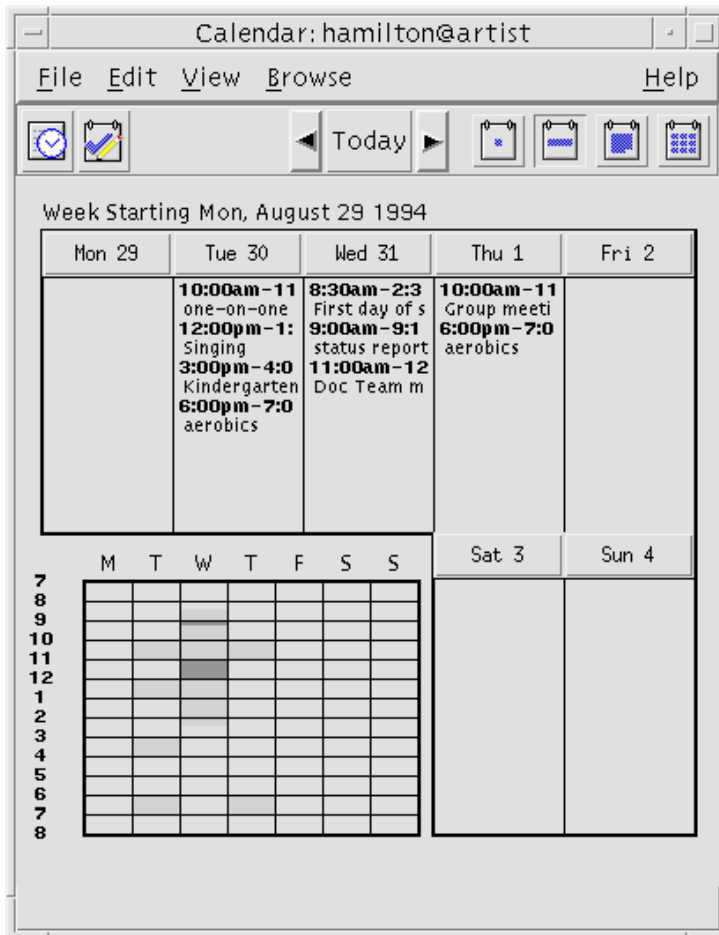 Calendar: hamilton@artist
File Edit View Browse Help
Today
Week Starting Mon, August 29 1994
Mon 29 Tue 30 Wed 31 Thu 1 Fri 2
10:00am-11
one-on-one
12:00pm-1:
Singing
3:00pm-4:0
Kindergarten
6:00pm-7:0
aerobics
8:30am-2:3
First day of s
9:00am-9:1
status report
11:00am-12
Doc Team m
10:00am-11
Group meeti
6:00pm-7:0
aerobics
Sat 3 Sun 4
M T W T F S S
7
8
9
10
11
12
1
2
3
4
5
6
7
8